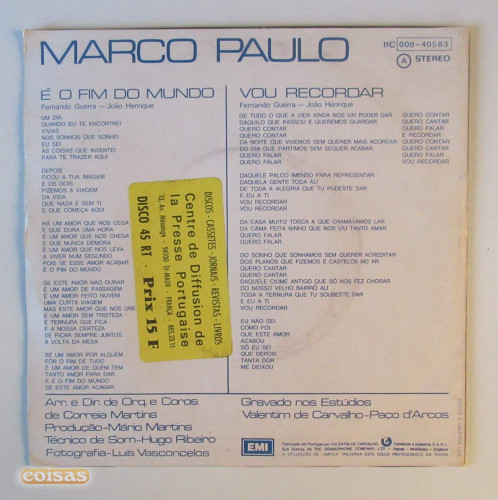 MARCO PAULO
11C 008-40583
A STEREO
É O FIM DO MUNDO
Fernando Guerra — João Henrique
UM DIA
QUANDO EU TE ENCONTREI
VIVIAS
NOS SONHOS QUE SONHEI
EU SEI
AS COISAS QUE INVENTEI
PARA TE TRAZER AQUI
DEPOIS
FICOU A TUA IMAGEM
E OS DOIS
FIZEMOS A VIAGEM
DA VIDA
QUE NADA É SEM TI
E QUE COMEÇA AQUI
HÁ UM AMOR QUE NOS CEGA
E QUE DURA UMA HORA
É UM AMOR QUE NOS CHEGA
E QUE NUNCA DEMORA
É UM AMOR QUE NOS LEVA
A VIVER NUM SEGUNDO
POIS SE ESSE AMOR ACABAR
É O FIM DO MUNDO
SE ESTE AMOR NÃO DURAR
É UM AMOR DE PASSAGEM
É UM AMOR FEITO NUVEM
É UMA CURTA VIAGEM
MAS ESTE AMOR QUE NOS
É UM AMOR SEM TRISTEZA
É TERNURA QUE FICA
E A NOSSA CERTEZA
DE FICAR SEMPRE JUNTOS
À VOLTA DA MESA
SE UM AMOR POR ALGUÉM
FOR O FIM DE TUDO
É UM AMOR DE QUEM TEM
TANTO AMOR PARA DAR
E É O FIM DO MUNDO
SE ESTE AMOR ACABAR
VOU RECORDAR
Fernando Guerra — João Henrique
DE TUDO O QUE A VIDA AINDA NOS VAI PODER DAR QUERO CONTAR
DAQUILO QUE PASSOU E QUEREMOS GUARDAR QUERO CANTAR
QUERO CONTAR QUERO FALAR
QUERO CANTAR E RECORDAR
DA NOITE QUE VIVEMOS SEM QUERER MAIS ACORDAR QUERO CONTAR
DO DIA QUE PARTIMOS SEM SEQUER ACABAR QUERO CANTAR
QUERO FALAR QUERO FALAR
QUERO FALAR VOU RECORDAR
DAQUELE PALCO IMENSO PARA REPRESENTAR
DAQUELA GENTE TODA ALI
DE TODA A ALEGRIA QUE TU PUDESTE DAR
E EU A TI
VOU RECORDAR
DA CASA MUITO TOSCA A QUE CHAMÁVAMOS LAR
DA CAMA FEITA NINHO QUE NOS VIU TANTO AMAR
QUERO FALAR
QUERO FALAR
DO SONHO QUE SONHÁMOS SEM QUERER ACREDITAR
DOS PLANOS QUE FIZEMOS E CASTELOS NO AR
QUERO CANTAR
QUERO CONTAR
DAQUELE CIÚME ANTIGO QUE SÓ NOS FEZ CHORAR
DO NOSSO VELHO BAIRRO ALI
TODA A TERNURA QUE TU SOUBESTE DAR
E EU A TI
VOU RECORDAR
EU NÃO SEI
COMO FOI
QUE ESTE AMOR
ACABOU
SÓ EU SEI
QUE DEPOIS
TANTA DOR
ME DEIXOU
DISCOS - CASSETES - JORNAIS - REVISTAS - LIVROS
Centre de Diffusion de
la Presse Portugaise
FRANÇA
DISCO 45 RT - Prix 15 F
Arr. e Dir. de Orq. e Coros
de Correia Martins
Produção-Mário Martins
Técnico de Som-Hugo Ribeiro
Fotografia-Luís Vasconcelos
Gravado nos Estúdios
Valentim de Carvalho-Paço d'Arcos
EMI
Fabricado em Portugal por VALENTIM DE CARVALHO
coisas